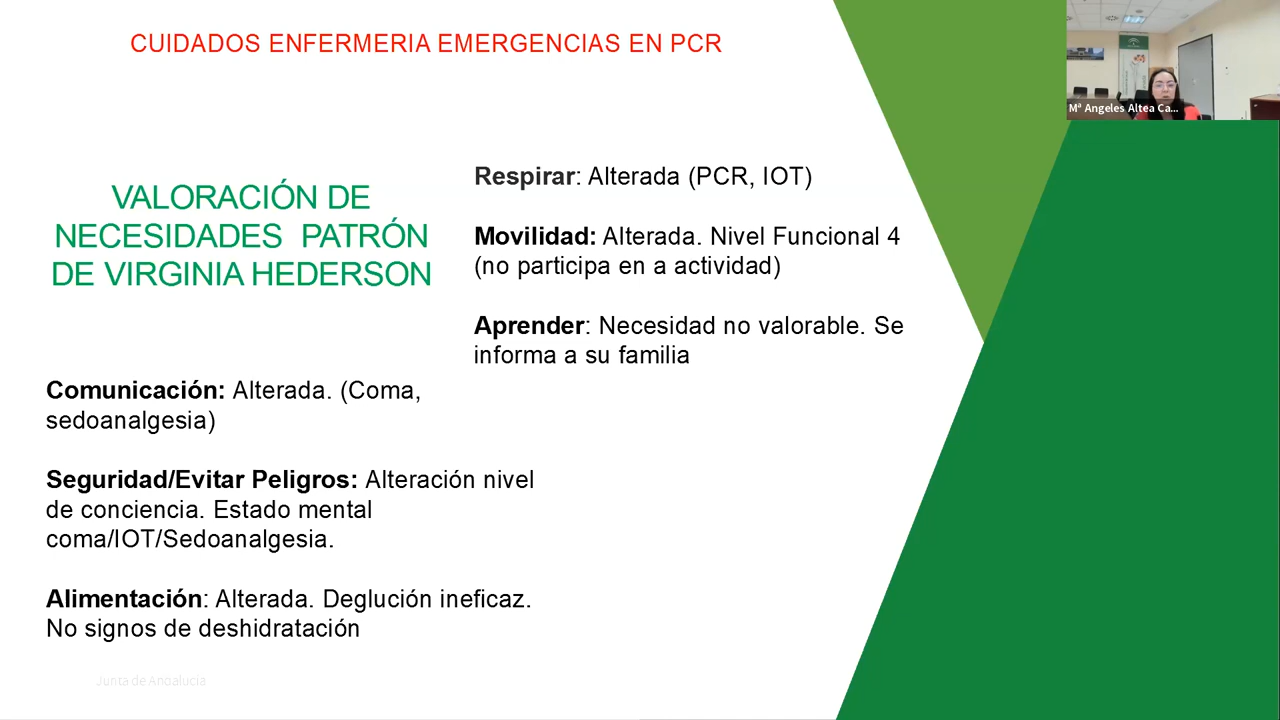 CUIDADOS ENFERMERIA EMERGENCIAS EN PCR
Mª Angeles Altea Ca...
VALORACIÓN DE
NECESIDADES PATRÓN
DE VIRGINIA HEDERSON
Respirar: Alterada (PCR, IOT)
Movilidad: Alterada. Nivel Funcional 4
(no participa en a actividad)
Aprender: Necesidad no valorable. Se
informa a su familia
Comunicación: Alterada. (Coma,
sedoanalgesia)
Seguridad/Evitar Peligros: Alteración nivel
de conciencia. Estado mental
coma/IOT/Sedoanalgesia.
Alimentación: Alterada. Deglución ineficaz.
No signos de deshidratación
Junta de Andalucía